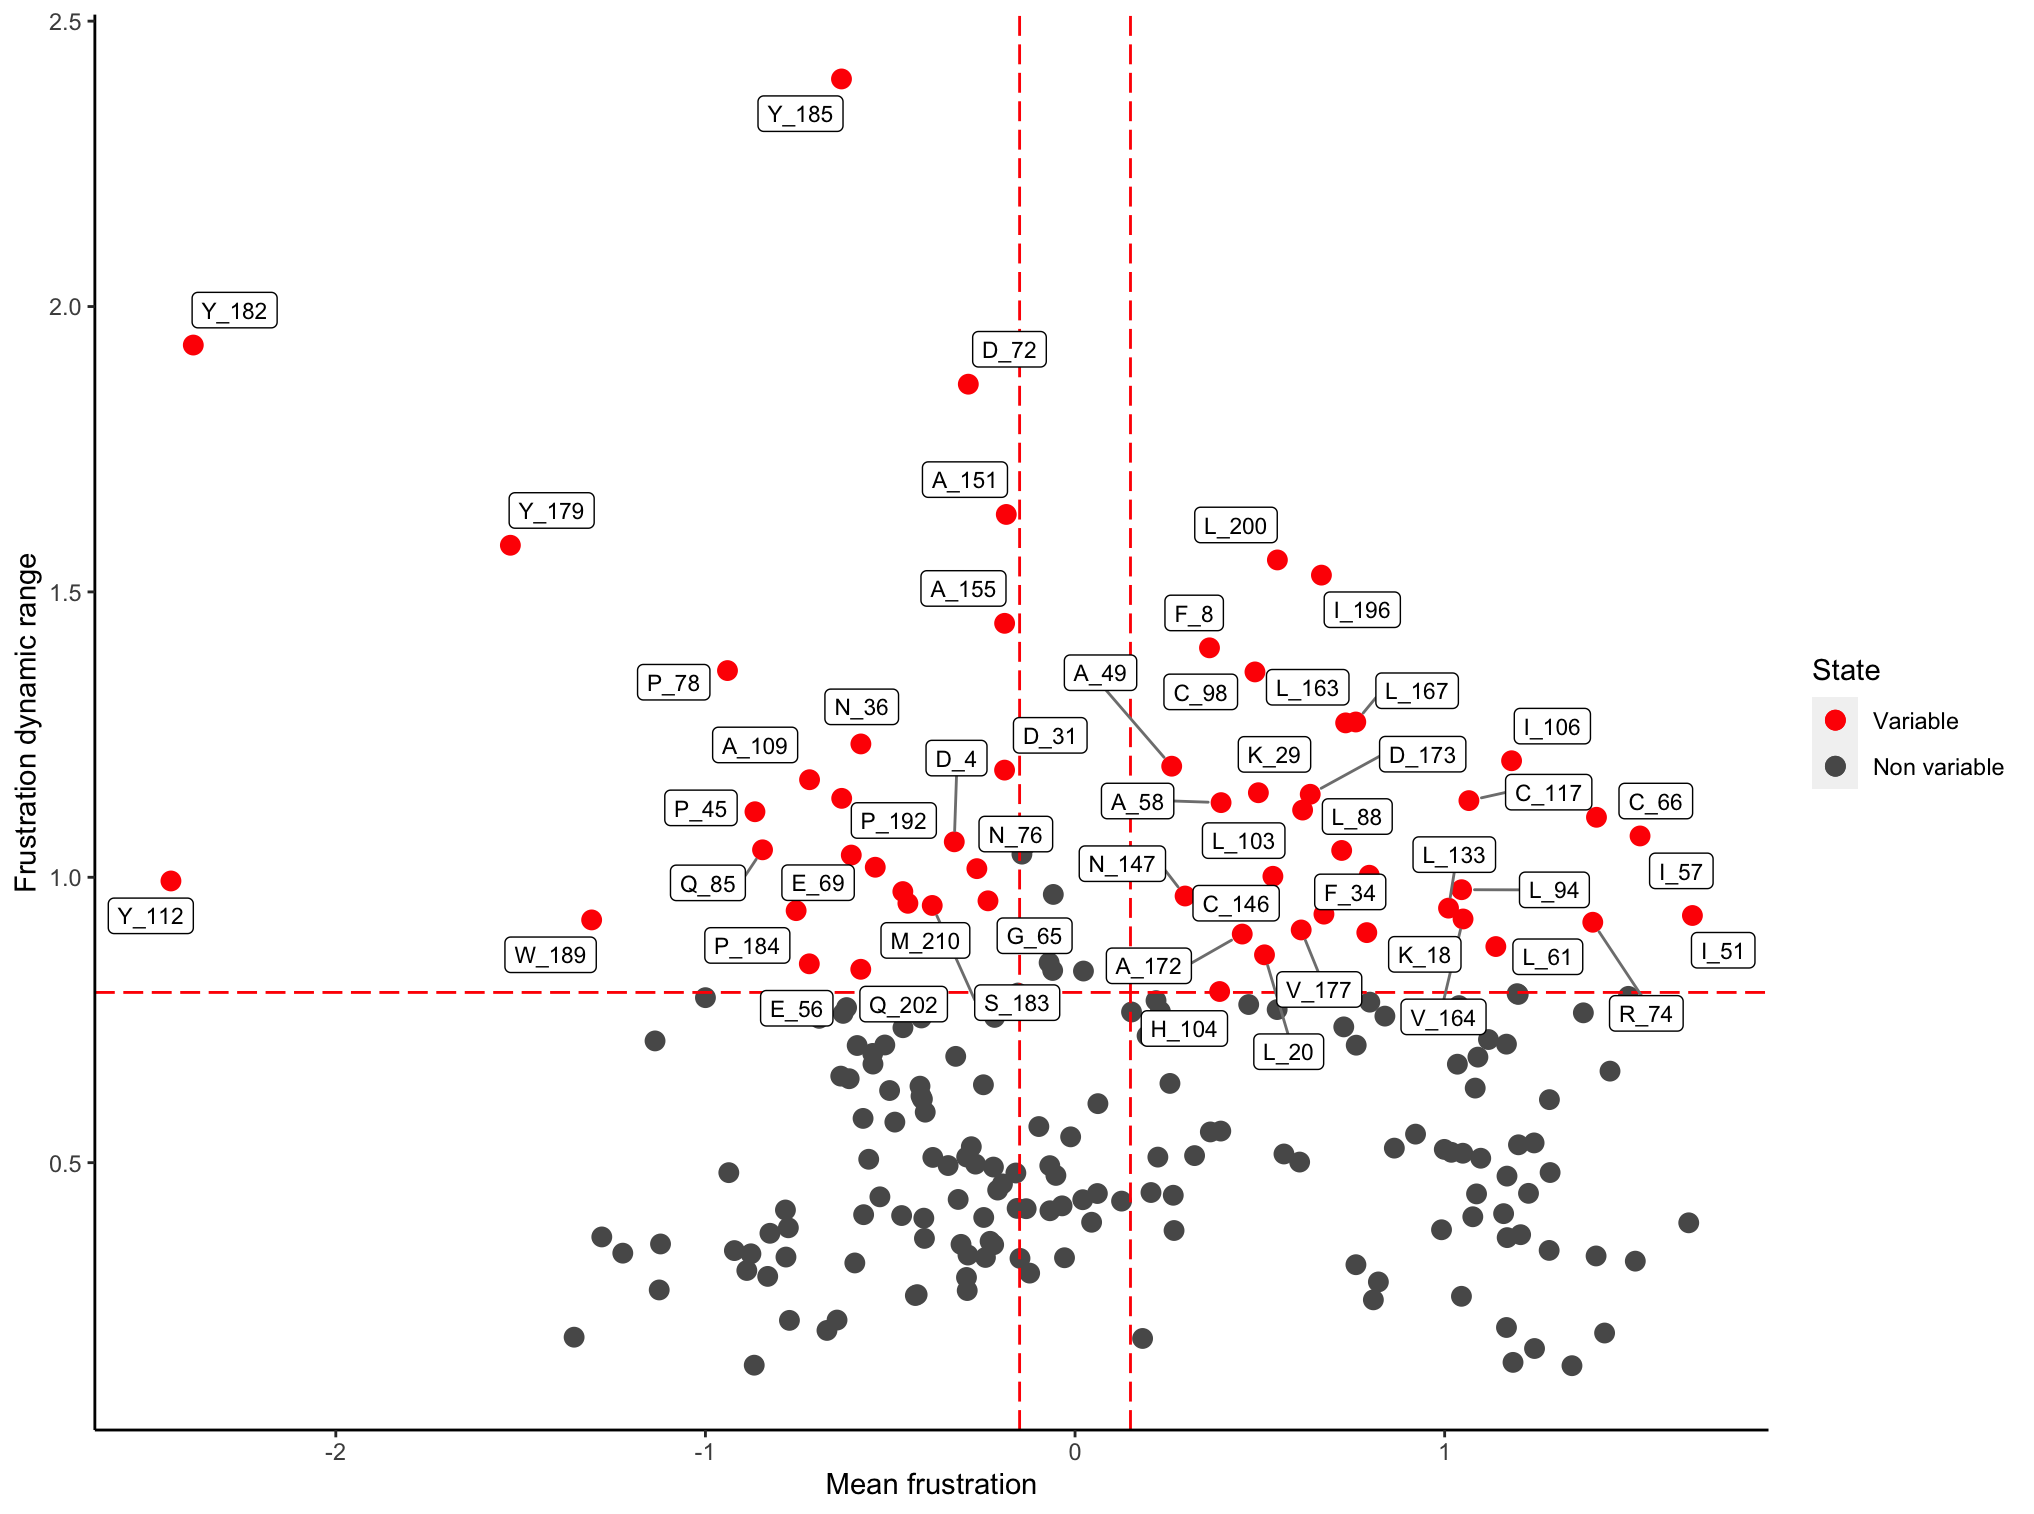 2.5
2.0
1.5
1.0
0.5
Frustration dynamic range
-2
-1
0
1
Mean frustration
Y_185
Y_182
D_72
A_151
Y_179
L_200
A_155
F_8
I_196
A_49
P_78
C_98
L_163
L_167
N_36
D_31
I_106
A_109
D_4
K_29
D_173
A_58
C_117
C_66
P_45
P_192
N_76
L_88
L_103
L_133
N_147
I_57
Q_85
E_69
F_34
L_94
C_146
Y_112
W_189
P_184
M_210
G_65
A_172
K_18
L_61
I_51
V_177
E_56
Q_202
S_183
V_164
R_74
H_104
L_20
State
Variable
Non variable